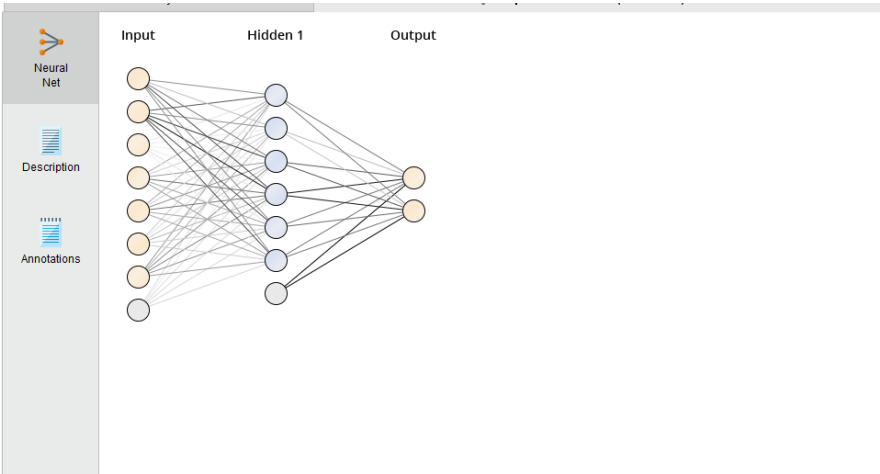 Input
Hidden 1
Output
Neural
Net
Description
Annotations